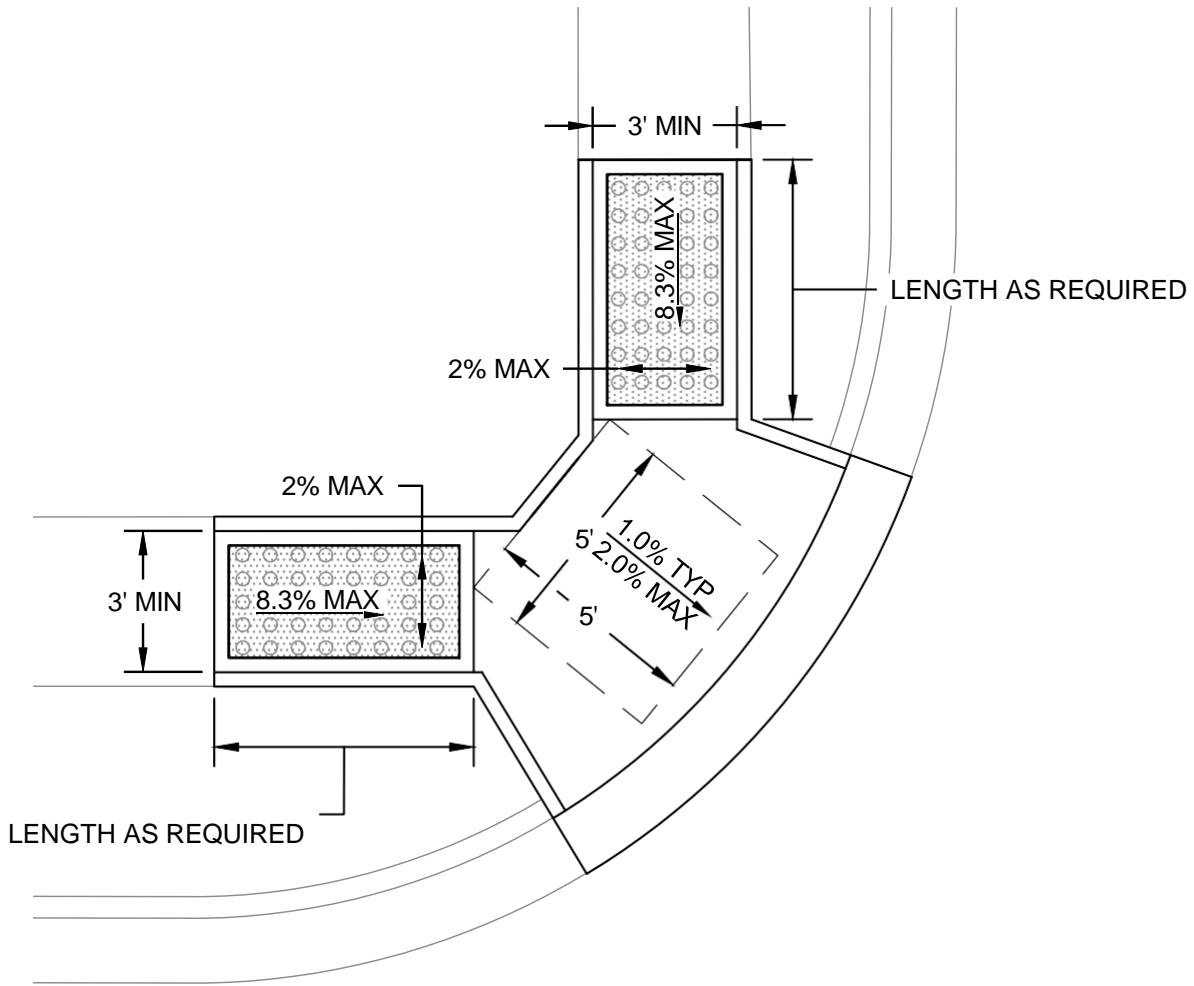 3' MIN
8.3% MAX
LENGTH AS REQUIRED
2% MAX
2% MAX
3' MIN
8.3% MAX
5'
1.0% TYP
2.0% MAX
5'
LENGTH AS REQUIRED